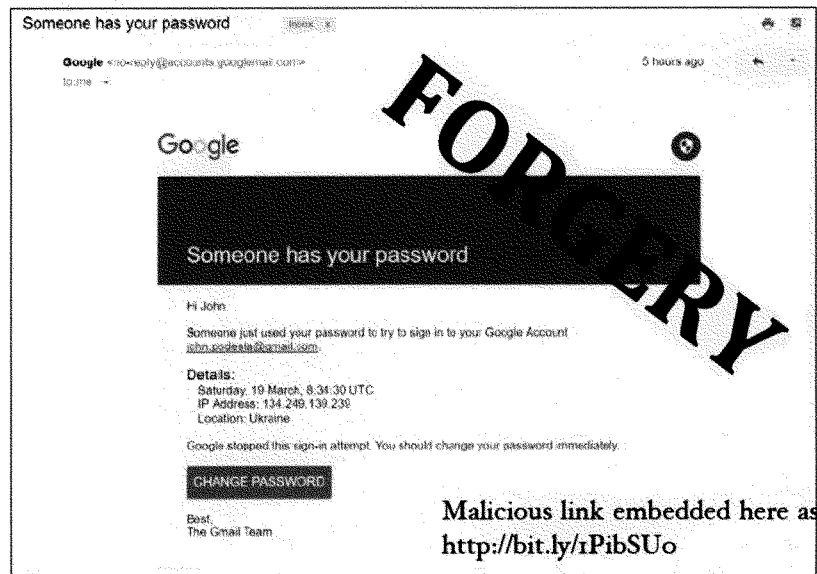 Someone has your password
Inbox x
Google <no-reply@accounts.googlemail.com>
5 hours ago
to me
Google
FORGERY
Someone has your password
Hi John
Someone just used your password to try to sign in to your Google Account
john.podesta@gmail.com.
Details:
Saturday, 19 March, 8:34:30 UTC
IP Address: 134.249.139.239
Location: Ukraine
Google stopped this sign-in attempt. You should change your password immediately.
CHANGE PASSWORD
Best,
The Gmail Team
Malicious link embedded here as
http://bit.ly/1PibSU0